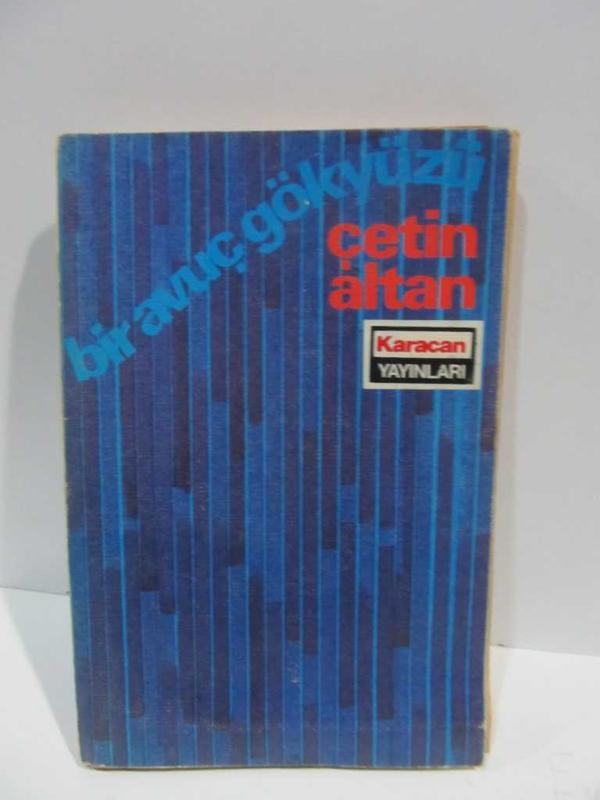 bir avuç gökyüzü
çetin
altan
Karacan
YAYINLARI